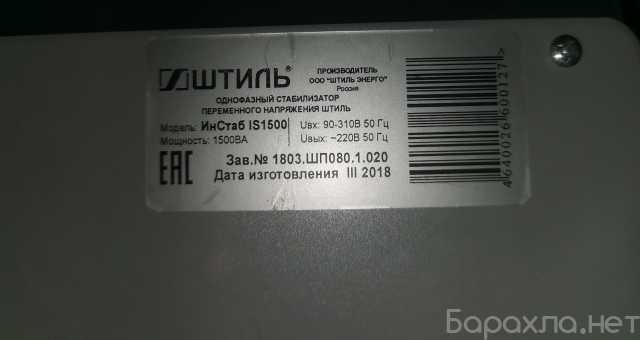 ШТИЛЬ®
ПРОИЗВОДИТЕЛЬ
ООО "ШТИЛЬ ЭНЕРГО"
Россия
ОДНОФАЗНЫЙ СТАБИЛИЗАТОР
ПЕРЕМЕННОГО НАПРЯЖЕНИЯ ШТИЛЬ
Модель: ИнСтаб IS1500 Uвх: 90-310В 50 Гц
Мощность: 1500ВА Uвых: ~220В 50 Гц
EAC Зав.№ 1803.ШП080.1.020
Дата изготовления III 2018
4640026600127>
Барахла.нет